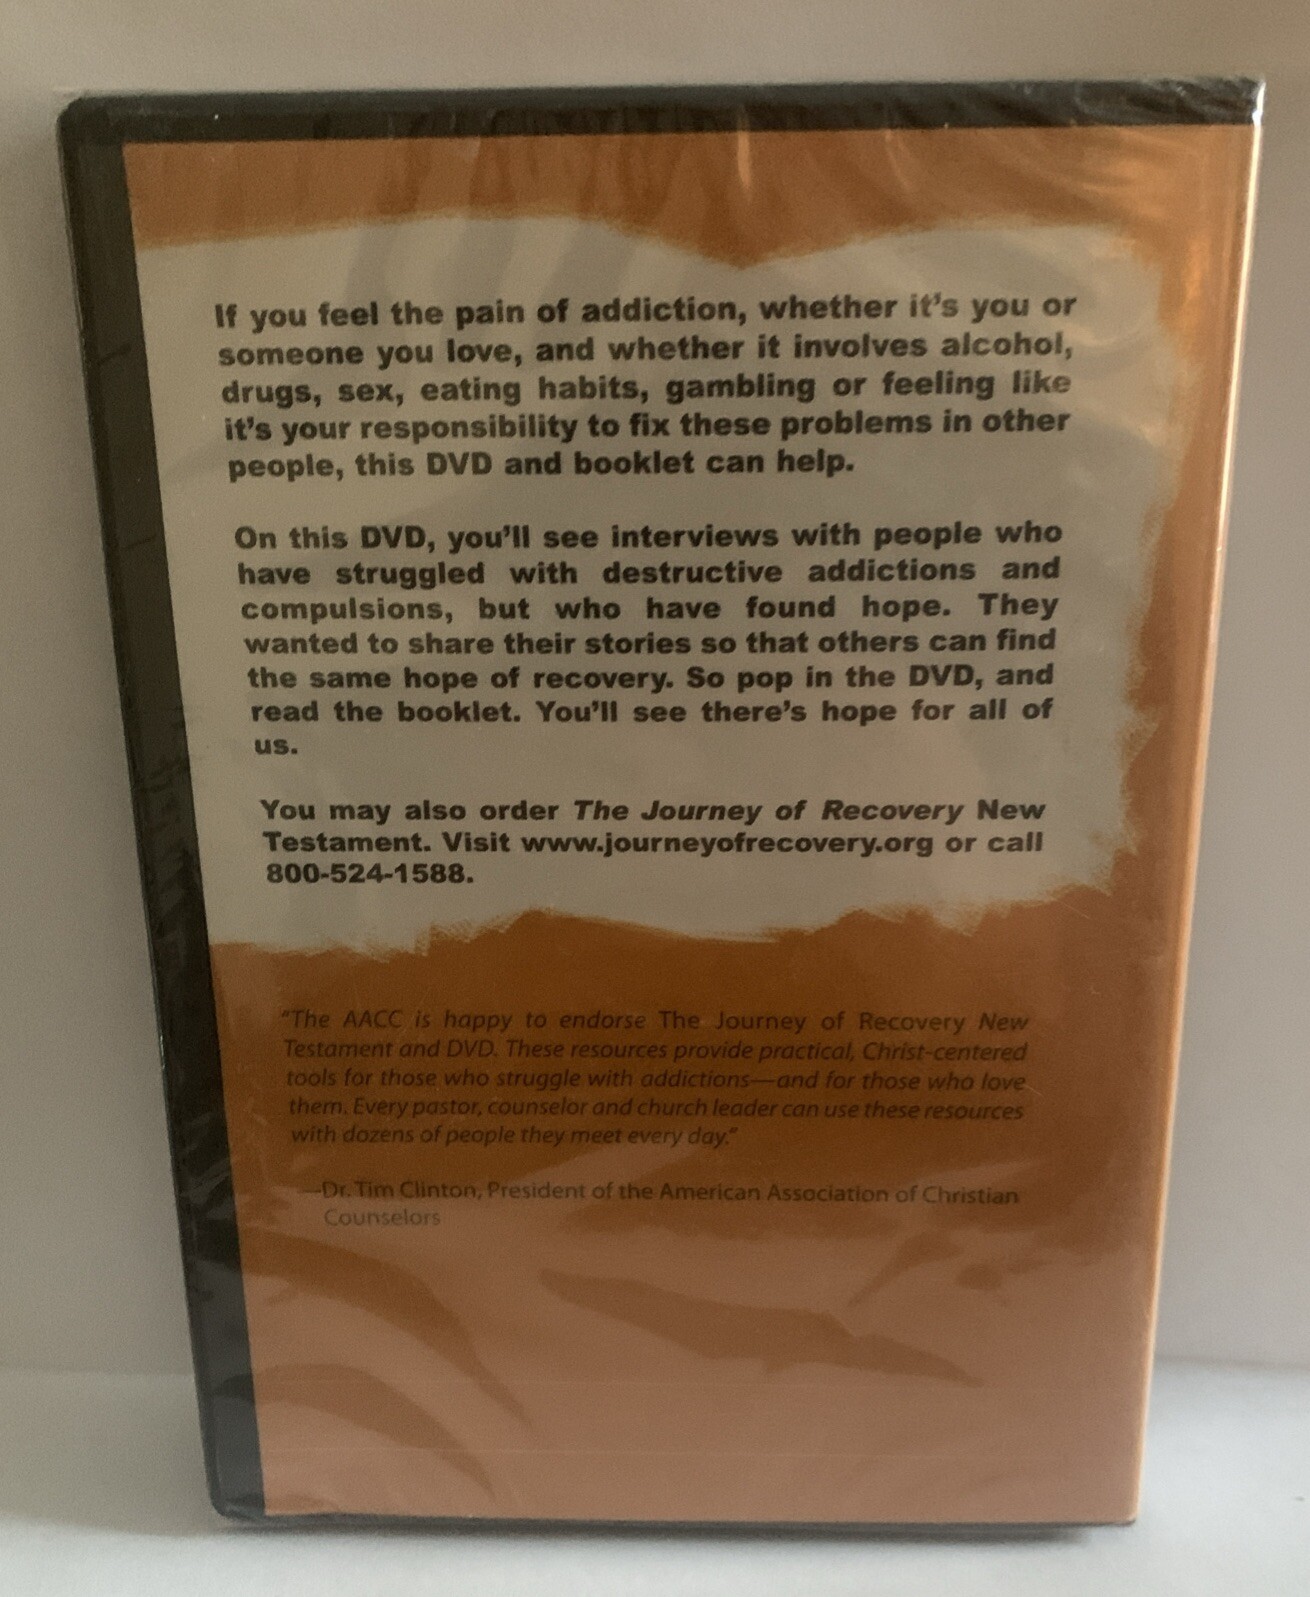 If you feel the pain of addiction, whether it's you or
someone you love, and whether it involves alcohol,
drugs, sex, eating habits, gambling or feeling like
it's your responsibility to fix these problems in other
people, this DVD and booklet can help.
On this DVD, you'll see interviews with people who
have struggled with destructive addictions and
compulsions, but who have found hope. They
wanted to share their stories so that others can find
the same hope of recovery. So pop in the DVD, and
read the booklet. You'll see there's hope for all of
us.
You may also order The Journey of Recovery New
Testament. Visit www.journeyofrecovery.org or call
800-524-1588.
"The AACC is happy to endorse The Journey of Recovery New
Testament and DVD. These resources provide practical, Christ-centered
tools for those who struggle with addictions—and for those who love
them. Every pastor, counselor and church leader can use these resources
with dozens of people they meet every day."
—Dr. Tim Clinton, President of the American Association of Christian
Counselors